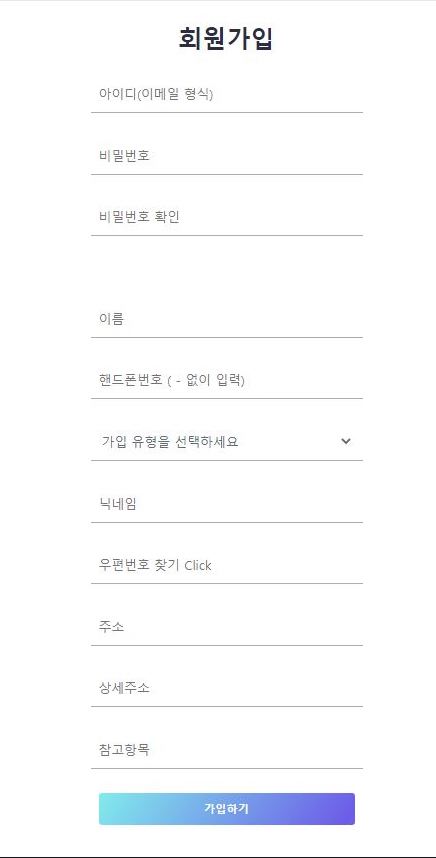 회원가입
아이디(이메일 형식)
비밀번호
비밀번호 확인
이름
핸드폰번호 ( - 없이 입력)
가입 유형을 선택하세요
닉네임
우편번호 찾기 Click
주소
상세주소
참고항목
가입하기